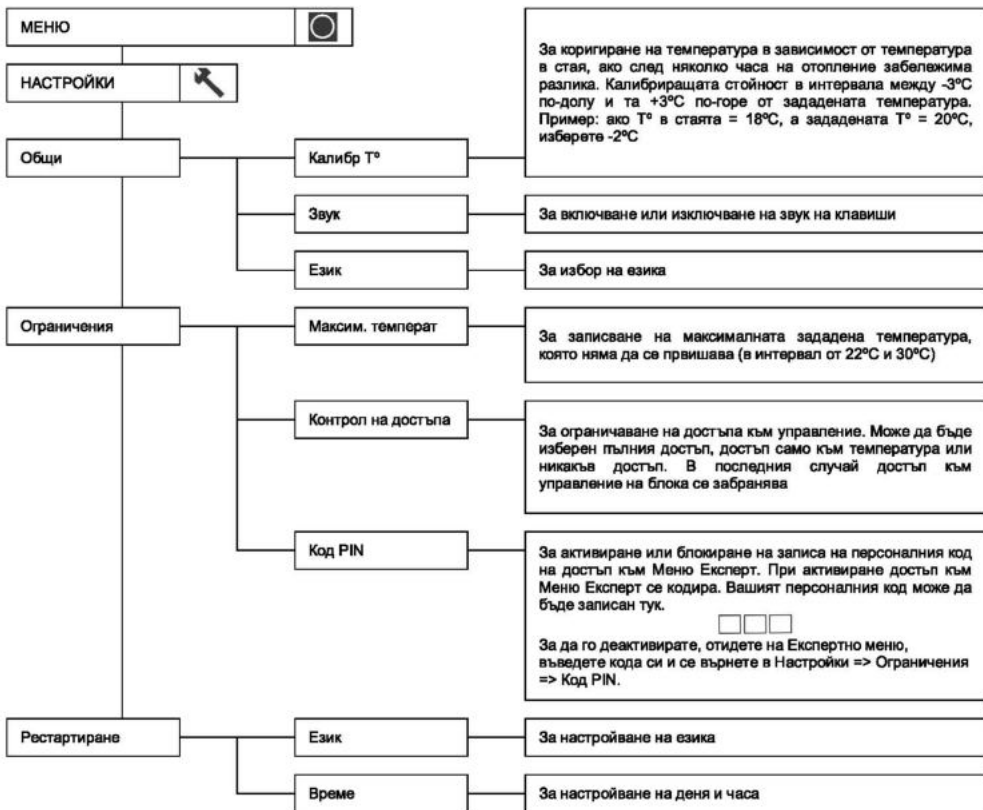 МЕНЮ
НАСТРОЙКИ
Общи
Калибр Tº
За коригиране на температура в зависимост от температура
в стая, ако след няколко часа на отопление забележима
разлика. Калибриращата стойност в интервала между -3ºC
по-долу и та +3ºC по-горе от зададената температура.
Пример: ако Tº в стаята = 18ºC, а зададената Tº = 20ºC,
изберете -2ºC
Звук
За включване или изключване на звук на клавиши
Език
За избор на езика
Ограничения
Максим. температ
За записване на максималната зададена температура,
която няма да се првишава (в интервал от 22ºC и 30ºC)
Контрол на достъпа
За ограничаване на достъпа към управление. Може да бъде
изберен пълния достъп, достъп само към температура или
никакъв достъп. В последния случай достъп към
управление на блока се забранява
Код PIN
За активиране или блокиране на записа на персоналния код
на достъп към Меню Експерт. При активиране достъп към
Меню Експерт се кодира. Вашият персоналния код може да
бъде записан тук.
За да го деактивирате, отидете на Експертно меню,
въведете кода си и се върнете в Настройки => Ограничения
=> Код PIN.
Рестартиране
Език
За настройване на езика
Време
За настройване на деня и часа